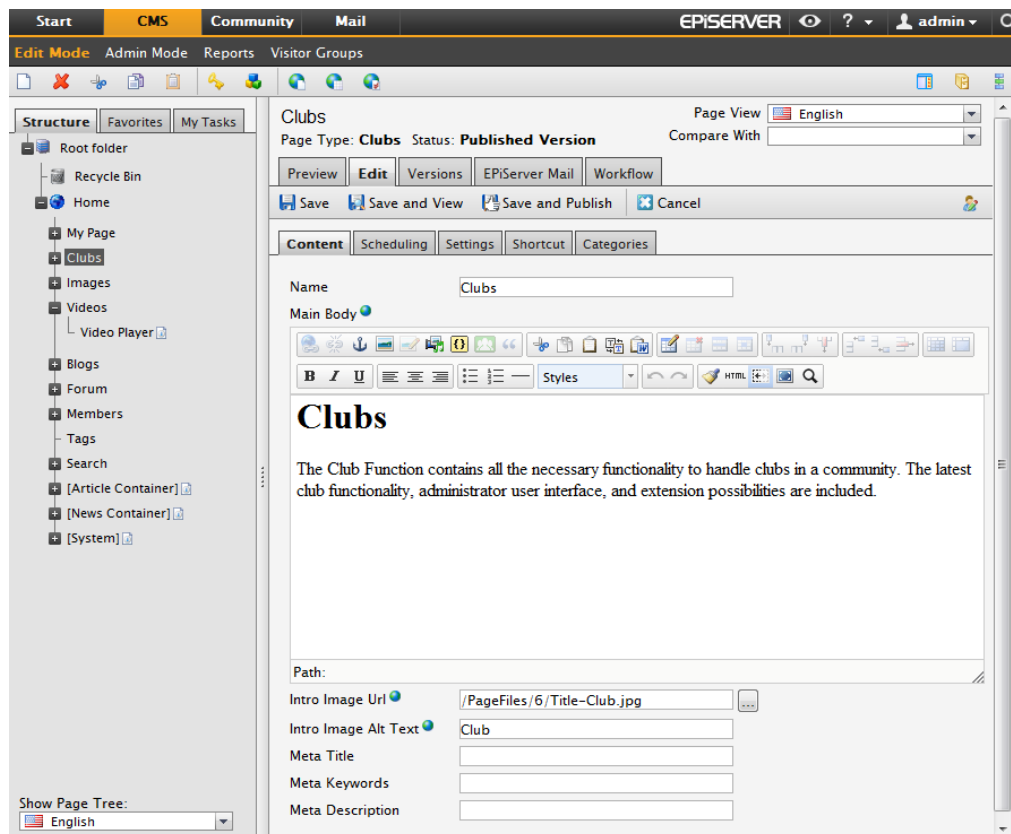 Start CMS Community Mail EPiSERVER ? admin
Edit Mode Admin Mode Reports Visitor Groups
Structure Favorites My Tasks
Root folder
Recycle Bin
Home
My Page
Clubs
Images
Videos
Video Player
Blogs
Forum
Members
Tags
Search
[Article Container]
[News Container]
[System]
Show Page Tree:
English
Clubs
Page View English
Page Type: Clubs Status: Published Version
Compare With
Preview Edit Versions EPiServer Mail Workflow
Save Save and View Save and Publish Cancel
Content Scheduling Settings Shortcut Categories
Name Clubs
Main Body
B I U Styles HTML
Clubs
The Club Function contains all the necessary functionality to handle clubs in a community. The latest
club functionality, administrator user interface, and extension possibilities are included.
Path:
Intro Image Url /PageFiles/6/Title-Club.jpg ...
Intro Image Alt Text Club
Meta Title
Meta Keywords
Meta Description